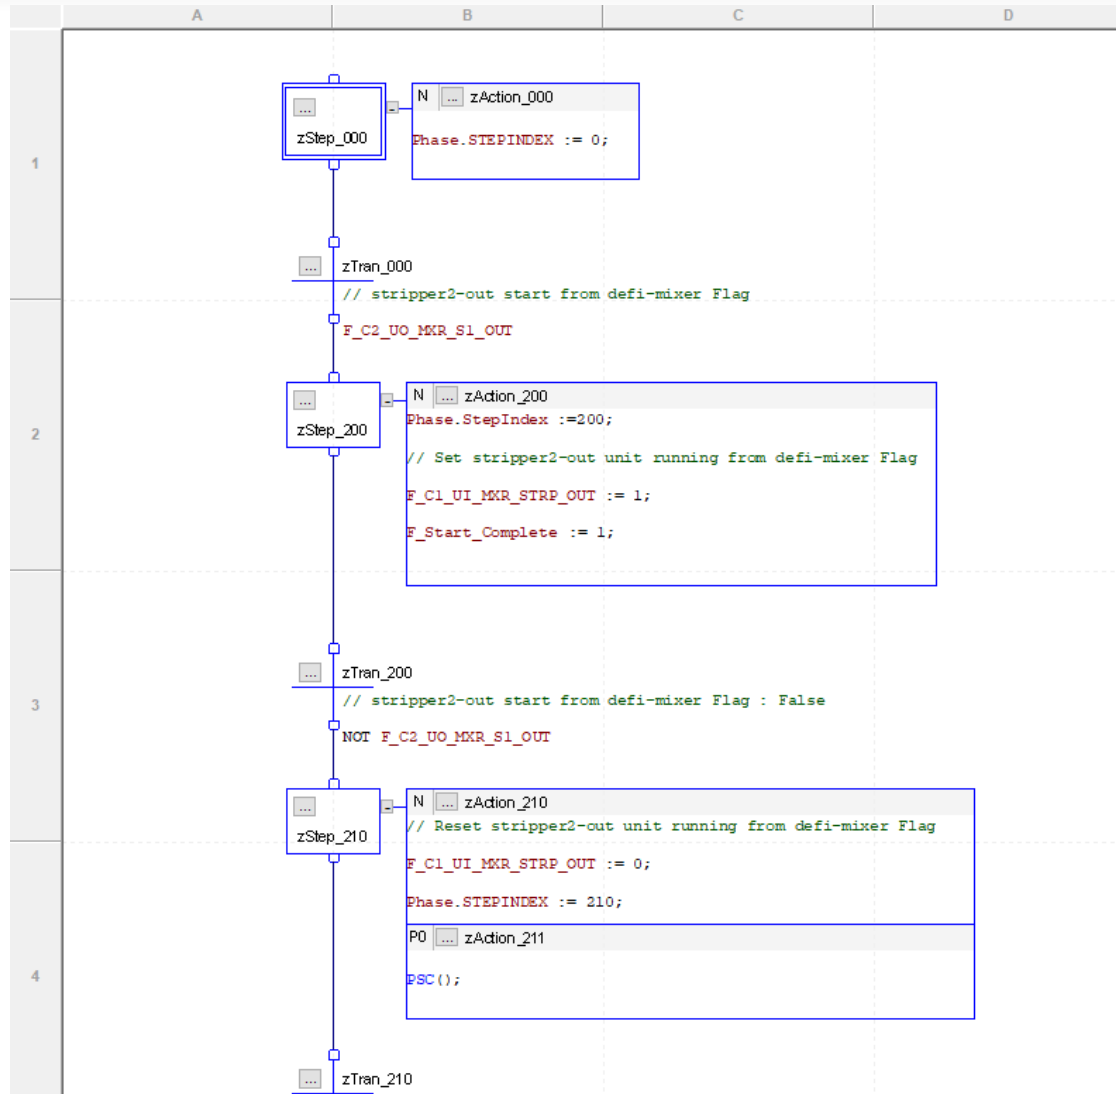 A B C D
1
N ... zAction_000
...
zStep_000
Phase.STEPINDEX := 0;
... zTran_000
// stripper2-out start from defi-mixer Flag
F_C2_UO_MXR_S1_OUT
2
N ... zAction_200
...
zStep_200
Phase.StepIndex :=200;
// Set stripper2-out unit running from defi-mixer Flag
F_C1_UI_MXR_STRP_OUT := 1;
F_Start_Complete := 1;
3
... zTran_200
// stripper2-out start from defi-mixer Flag : False
NOT F_C2_UO_MXR_S1_OUT
N ... zAction_210
...
zStep_210
// Reset stripper2-out unit running from defi-mixer Flag
F_C1_UI_MXR_STRP_OUT := 0;
Phase.STEPINDEX := 210;
P0 ... zAction_211
4
PSC();
... zTran_210